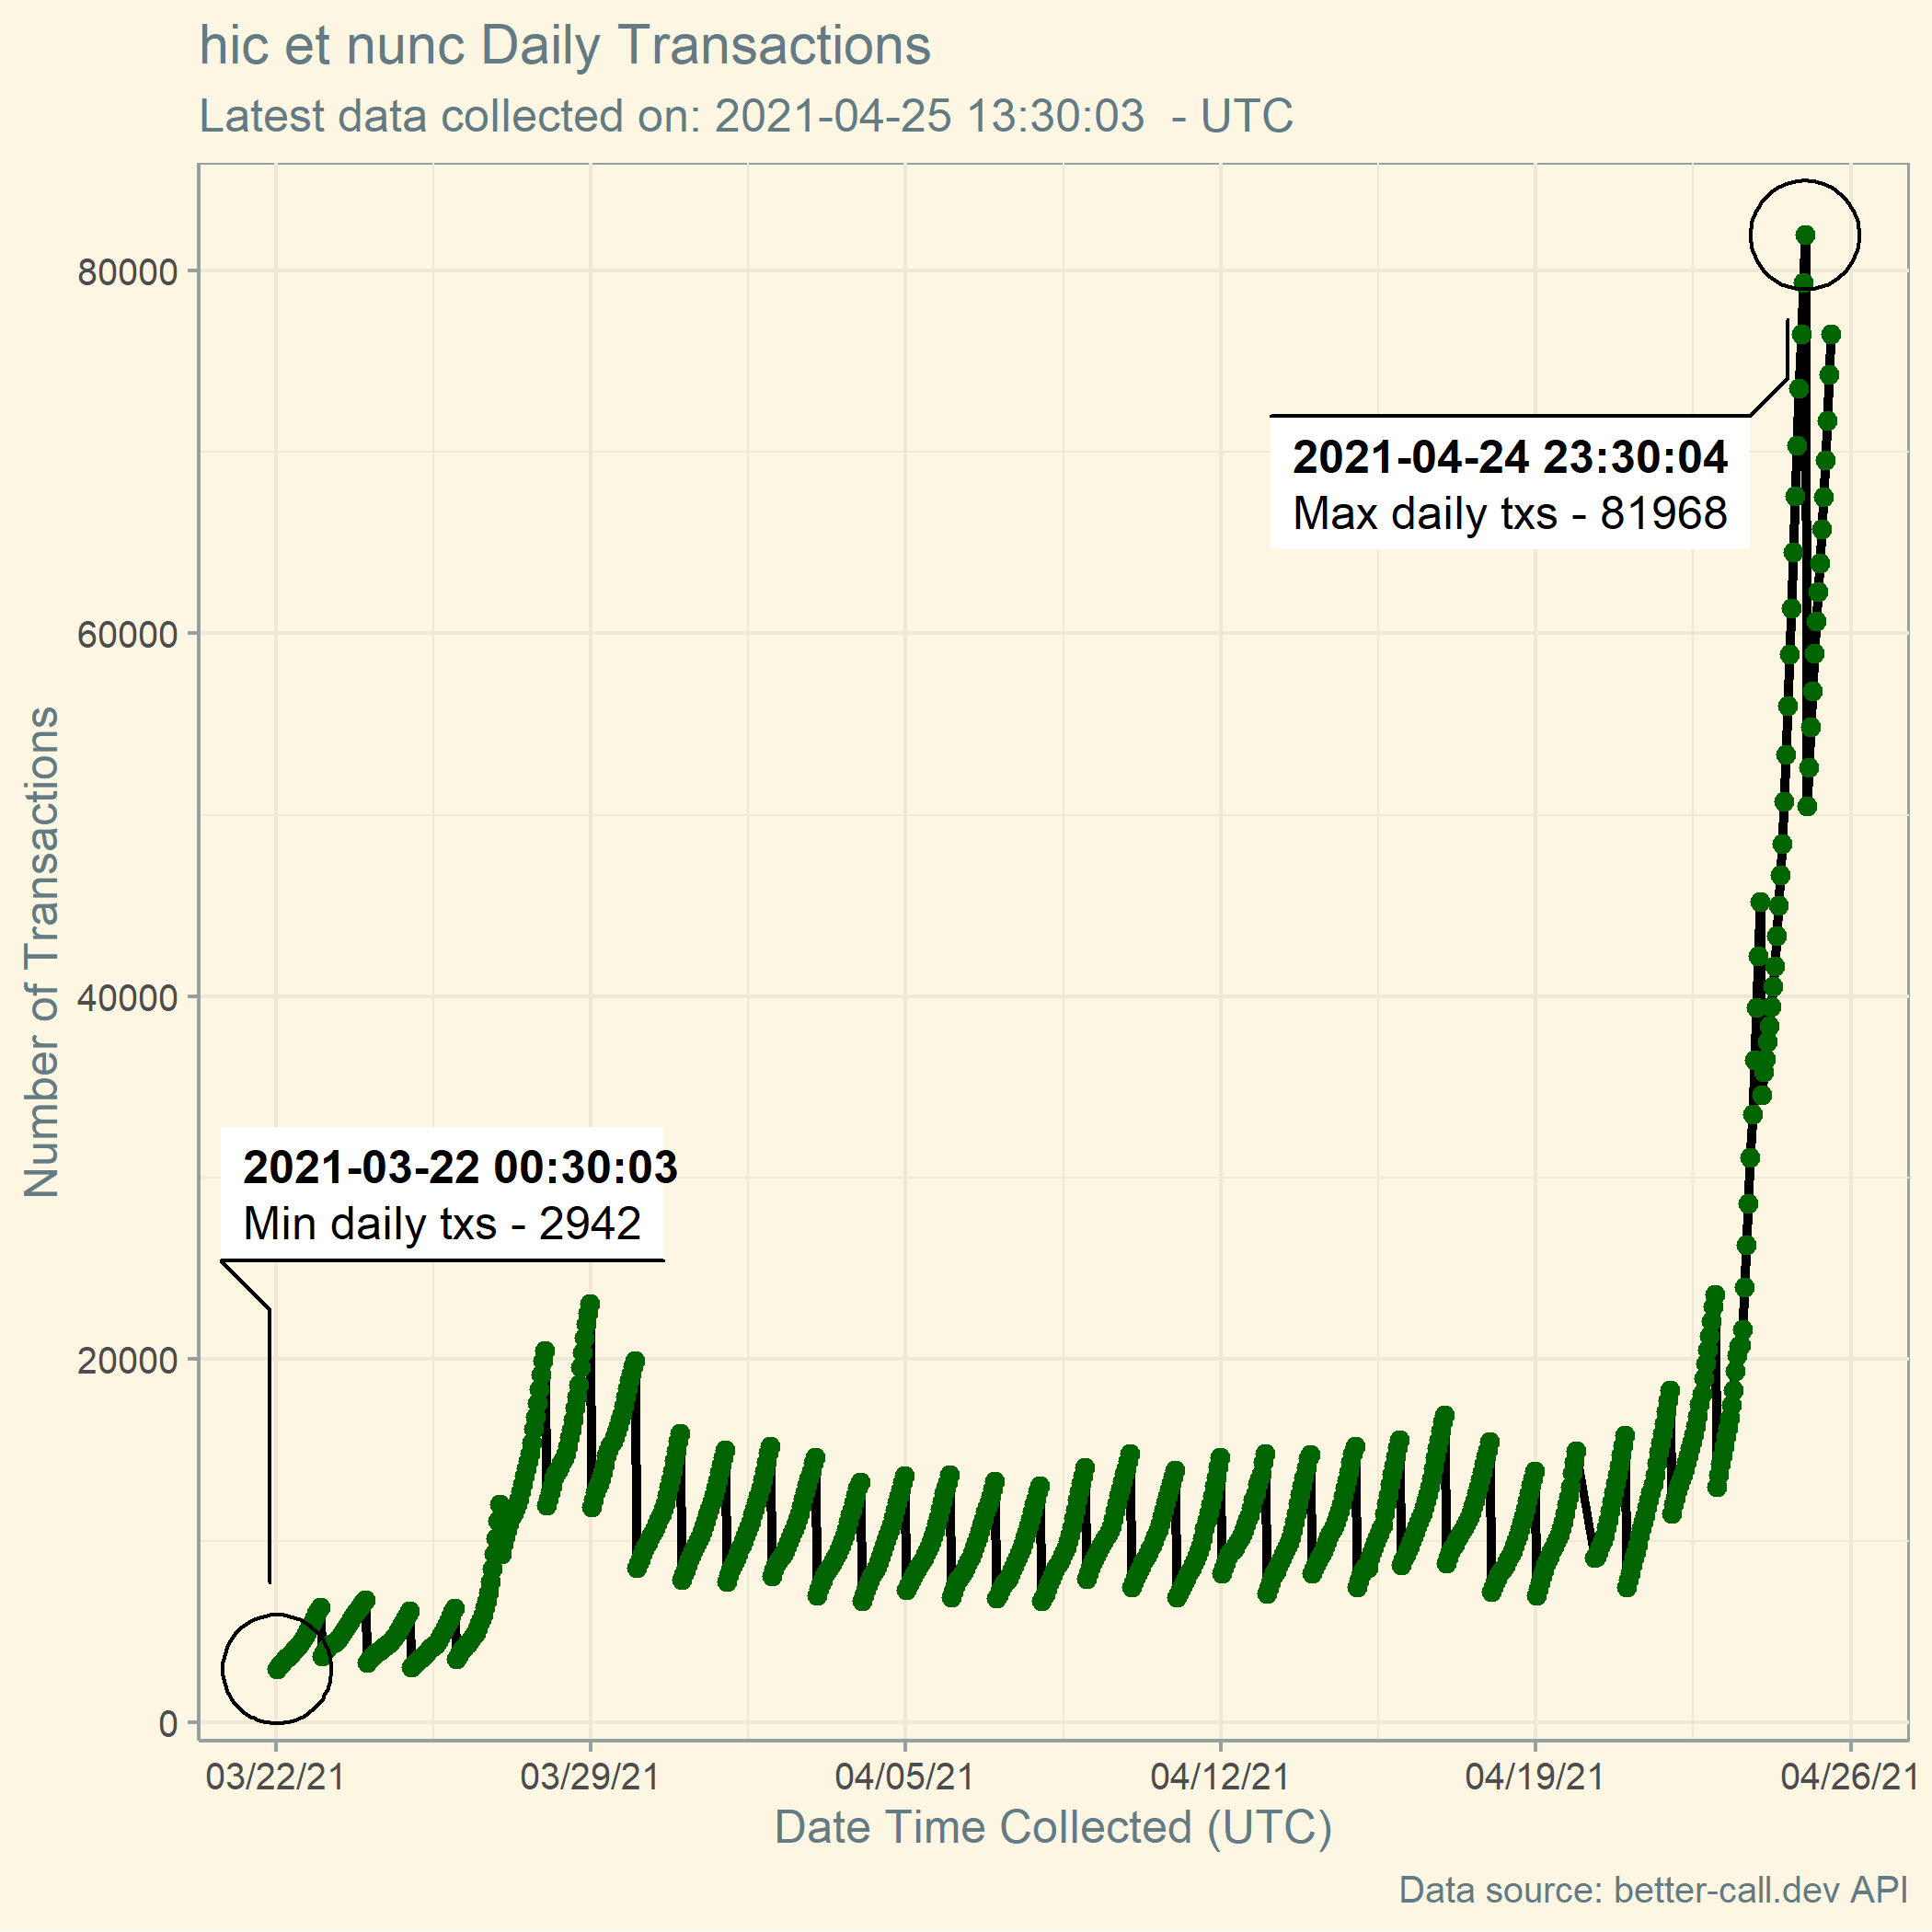 hic et nunc Daily Transactions
Latest data collected on: 2021-04-25 13:30:03  - UTC
80000
60000
40000
20000
0
Number of Transactions
2021-04-24 23:30:04
Max daily txs - 81968
2021-03-22 00:30:03
Min daily txs - 2942
03/22/21
03/29/21
04/05/21
04/12/21
04/19/21
04/26/21
Date Time Collected (UTC)
Data source: better-call.dev API